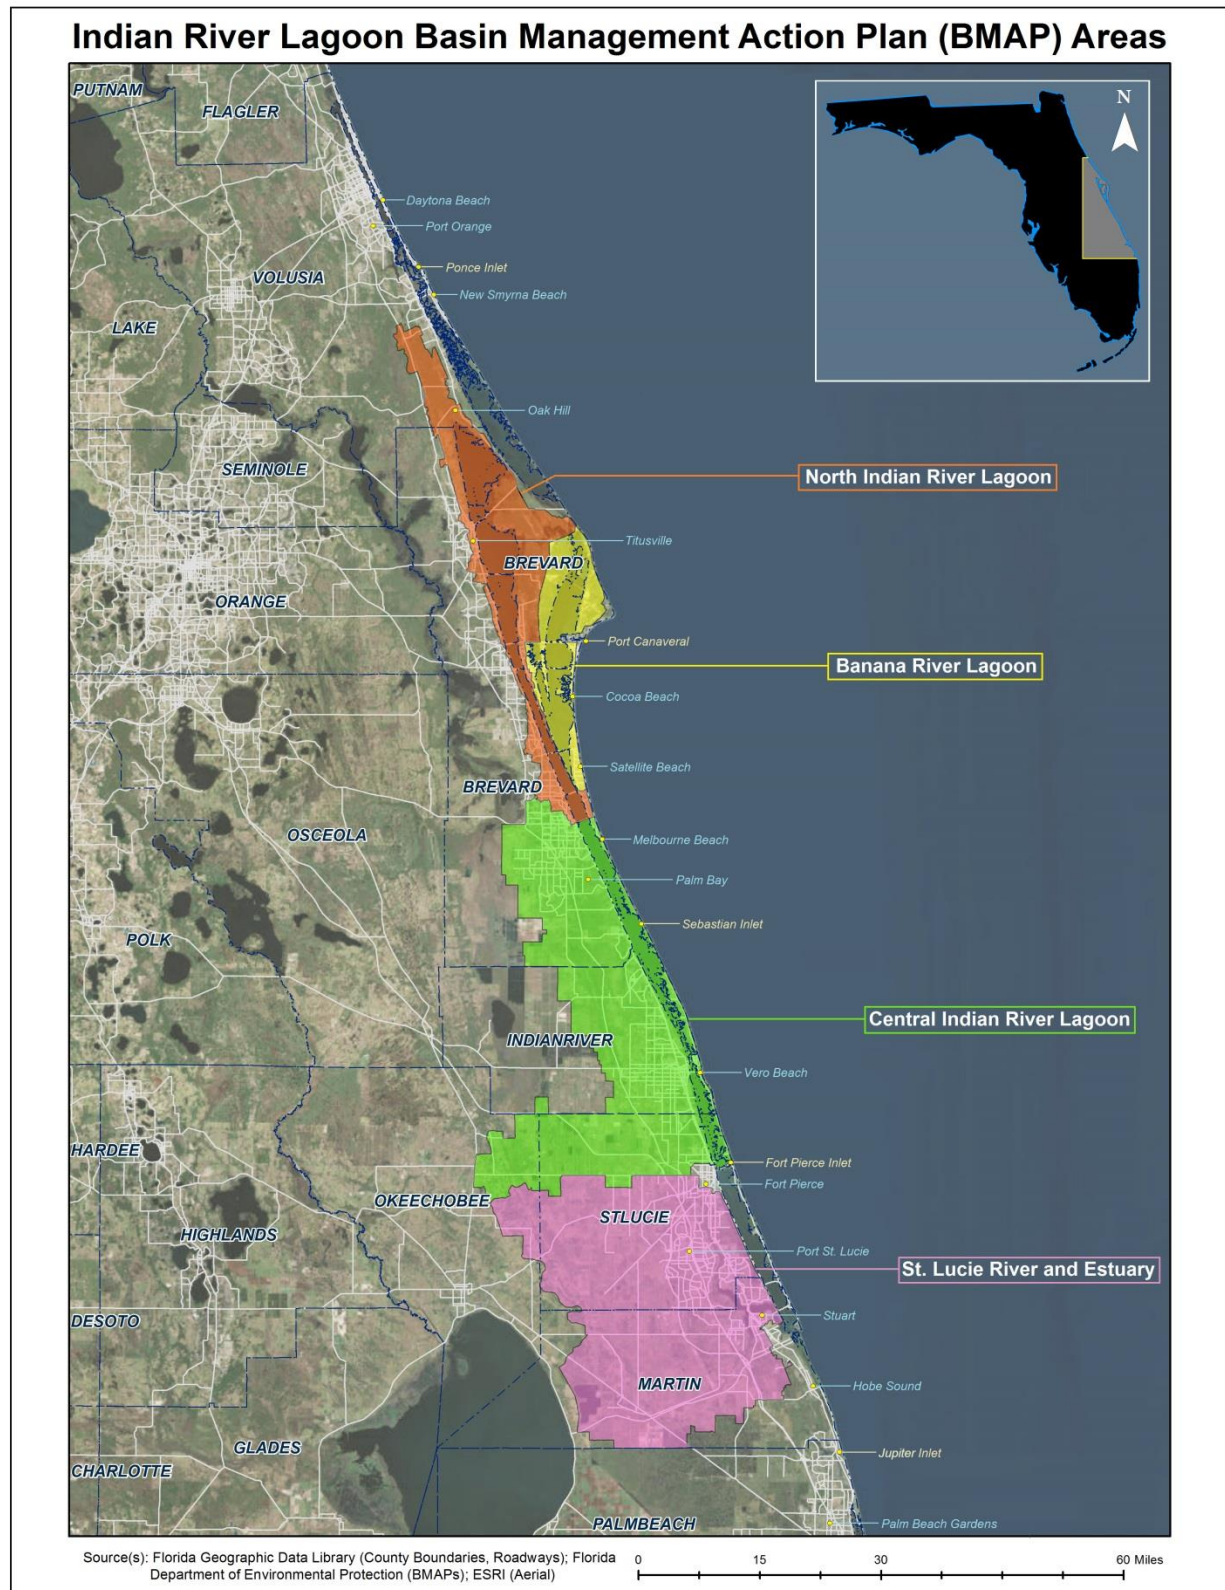 Indian River Lagoon Basin Management Action Plan (BMAP) Areas
PUTNAM
FLAGLER
N
Daytona Beach
Port Orange
Ponce Inlet
VOLUSIA
New Smyrna Beach
LAKE
Oak Hill
SEMINOLE
North Indian River Lagoon
Titusville
BREVARD
ORANGE
Port Canaveral
Banana River Lagoon
Cocoa Beach
Satellite Beach
BREVARD
OSCEOLA
Melbourne Beach
Palm Bay
Sebastian Inlet
POLK
Central Indian River Lagoon
INDIANRIVER
Vero Beach
HARDEE
Fort Pierce Inlet
Fort Pierce
OKEECHOBEE
STLUCIE
HIGHLANDS
Port St. Lucie
St. Lucie River and Estuary
Stuart
DESOTO
MARTIN
Hobe Sound
GLADES
Jupiter Inlet
CHARLOTTE
PALMBEACH
Palm Beach Gardens
Source(s): Florida Geographic Data Library (County Boundaries, Roadways); Florida
Department of Environmental Protection (BMAPs); ESRI (Aerial)
0 15 30 60 Miles